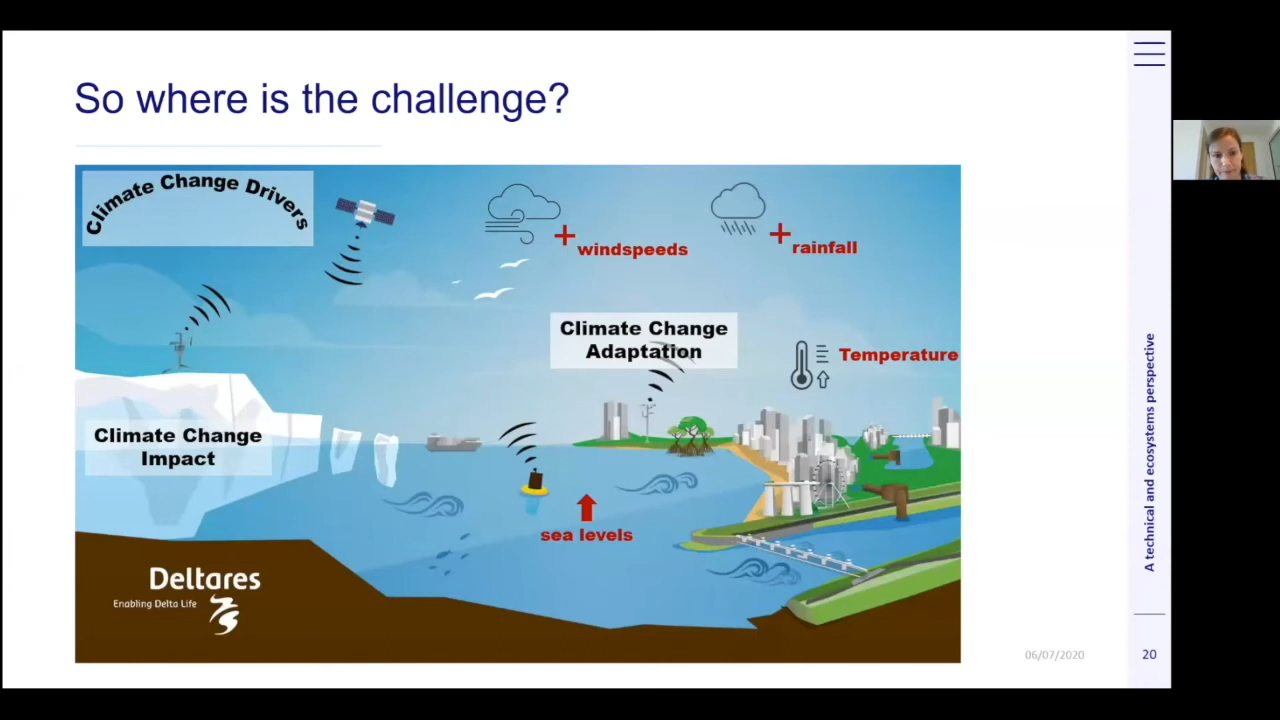 So where is the challenge?
Climate Change Drivers
+
windspeeds
+
rainfall
Climate Change
Adaptation
Temperature
Climate Change
Impact
sea levels
Deltares
Enabling Delta Life
A technical and ecosystems perspective
06/07/2020
20